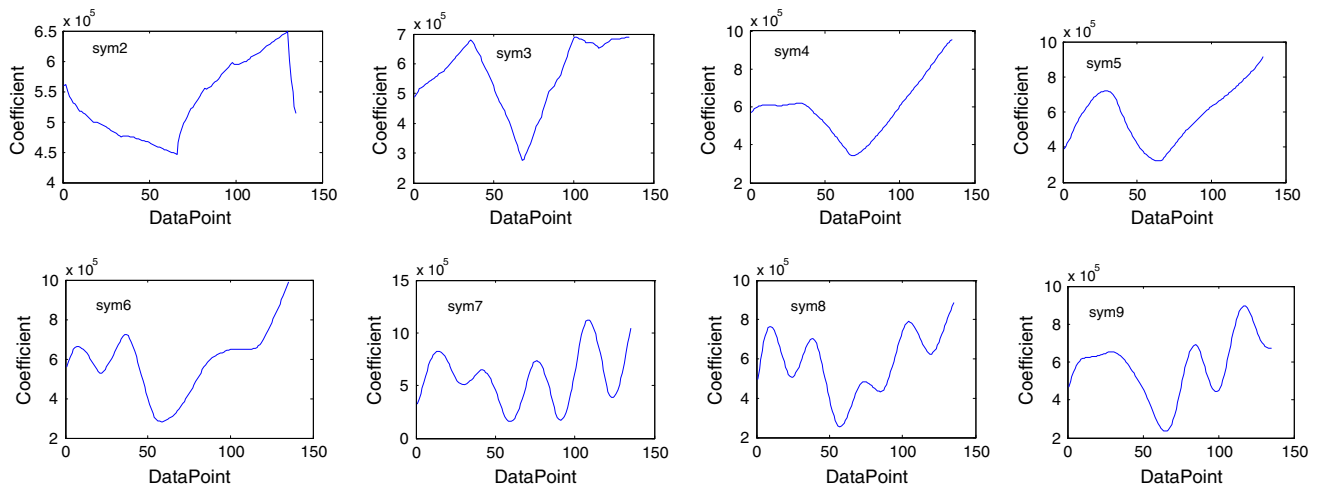 x 10^5
sym2
Coefficient
6.5
6
5.5
5
4.5
4
0 50 100 150
DataPoint
x 10^5
sym3
Coefficient
7
6
5
4
3
2
0 50 100 150
DataPoint
x 10^5
sym4
Coefficient
10
8
6
4
2
0 50 100 150
DataPoint
x 10^5
sym5
Coefficient
10
8
6
4
2
0 50 100 150
DataPoint
x 10^5
sym6
Coefficient
10
8
6
4
2
0 50 100 150
DataPoint
x 10^5
sym7
Coefficient
15
10
5
0
0 50 100 150
DataPoint
x 10^5
sym8
Coefficient
10
8
6
4
2
0 50 100 150
DataPoint
x 10^5
sym9
Coefficient
10
8
6
4
2
0 50 100 150
DataPoint